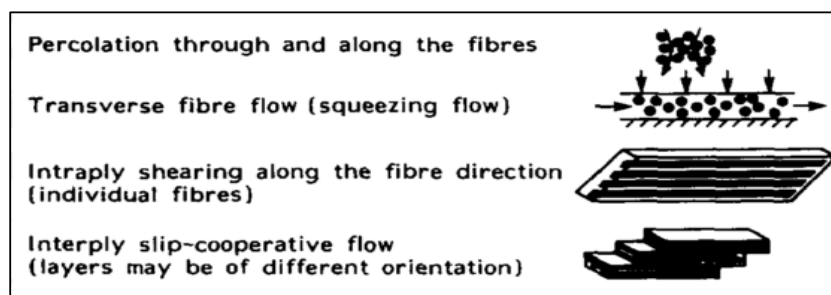 Percolation through and along the fibres
Transverse fibre flow (squeezing flow)
Intraply shearing along the fibre direction
(individual fibres)
Interply slip-cooperative flow
(layers may be of different orientation)